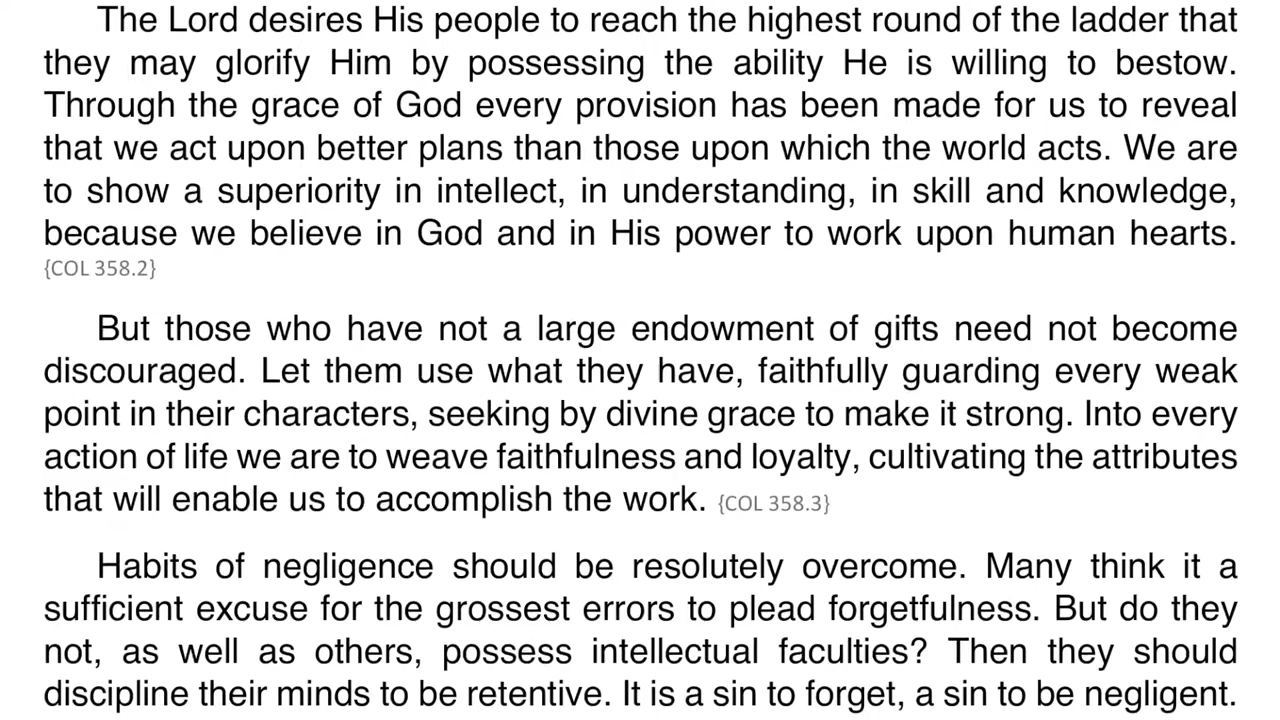 The Lord desires His people to reach the highest round of the ladder that
they may glorify Him by possessing the ability He is willing to bestow.
Through the grace of God every provision has been made for us to reveal
that we act upon better plans than those upon which the world acts. We are
to show a superiority in intellect, in understanding, in skill and knowledge,
because we believe in God and in His power to work upon human hearts.
{COL 358.2}
But those who have not a large endowment of gifts need not become
discouraged. Let them use what they have, faithfully guarding every weak
point in their characters, seeking by divine grace to make it strong. Into every
action of life we are to weave faithfulness and loyalty, cultivating the attributes
that will enable us to accomplish the work. {COL 358.3}
Habits of negligence should be resolutely overcome. Many think it a
sufficient excuse for the grossest errors to plead forgetfulness. But do they
not, as well as others, possess intellectual faculties? Then they should
discipline their minds to be retentive. It is a sin to forget, a sin to be negligent.